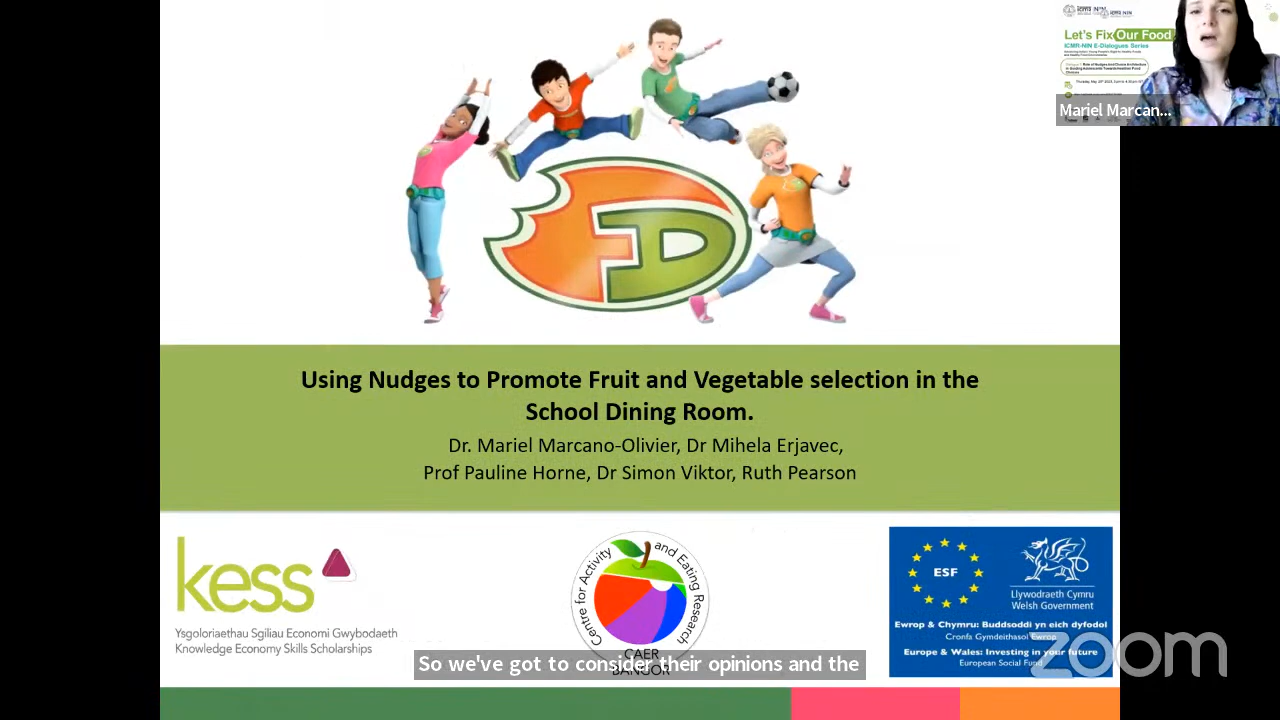 Let's Fix Our Food
ICMR-NIN E-Dialogues Series
Mariel Marcan...
FD
Using Nudges to Promote Fruit and Vegetable selection in the
School Dining Room.
Dr. Mariel Marcano-Olivier, Dr Mihela Erjavec,
Prof Pauline Horne, Dr Simon Viktor, Ruth Pearson
kess
Ysgoloriaethau Sgiliau Economi Gwybodaeth
Knowledge Economy Skills Scholarships
Centre for Activity and Eating Research
CAER
BANGOR
ESF
Llywodraeth Cymru
Welsh Government
Ewrop & Chymru: Buddsoddi yn eich dyfodol
Cronfa Gymdeithasol Ewrop
Europe & Wales: Investing in your future
European Social Fund
zoom
So we've got to consider their opinions and the